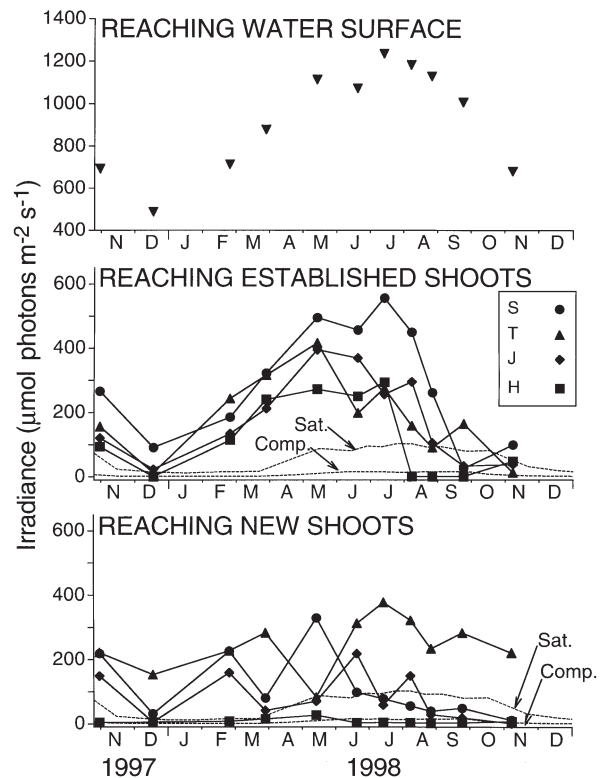 REACHING WATER SURFACE
1400
1200
1000
800
600
400
N D J F M A M J J A S O N D
Irradiance (μmol photons m-2 s-1)
REACHING ESTABLISHED SHOOTS
600
400
200
0
S
T
J
H
Sat.
Comp.
N D J F M A M J J A S O N D
REACHING NEW SHOOTS
600
400
200
0
Sat.
Comp.
N D J F M A M J J A S O N D
1997 1998